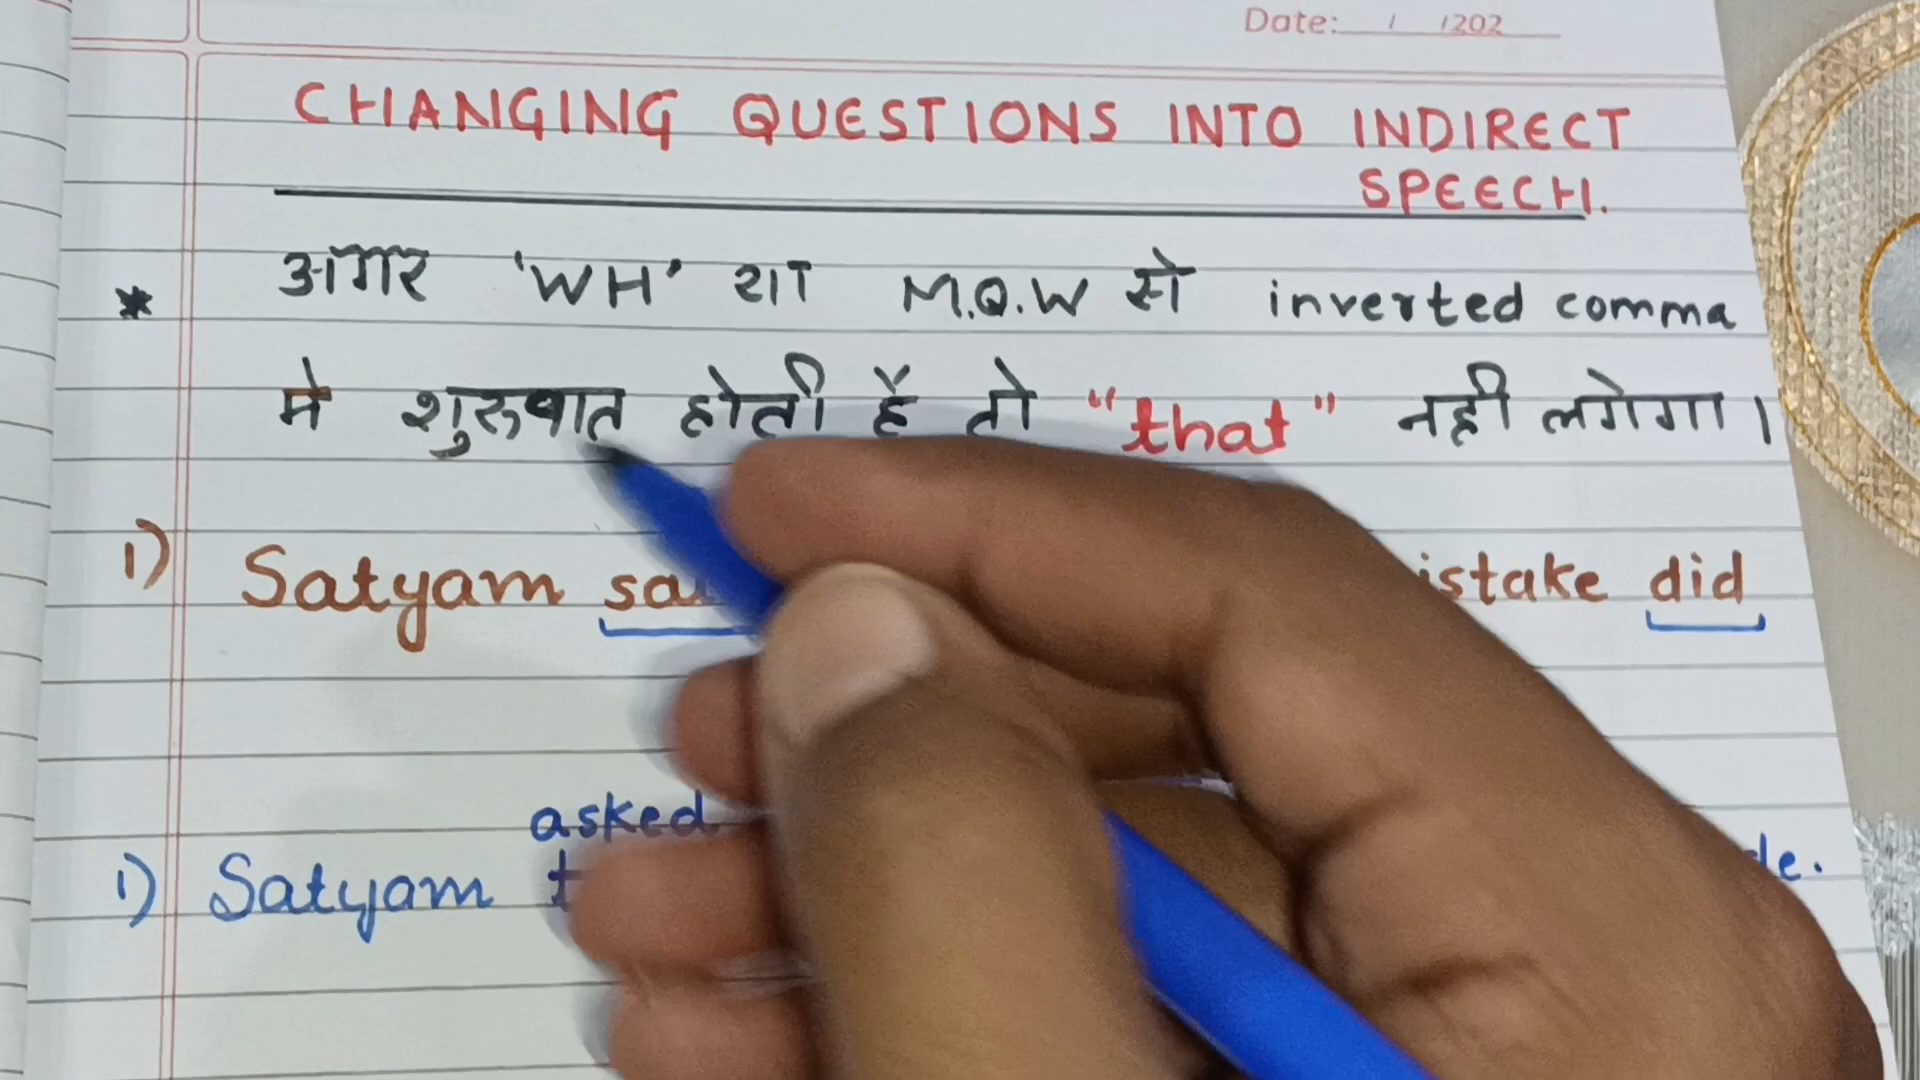 Date: / /202
CHANGING QUESTIONS INTO INDIRECT
SPEECH.
* अगर 'WH' या M.Q.W से inverted comma
मे शुरुवात होती हैं तो "that" नही लगेगा।
1) Satyam did
asked
1) Satyam